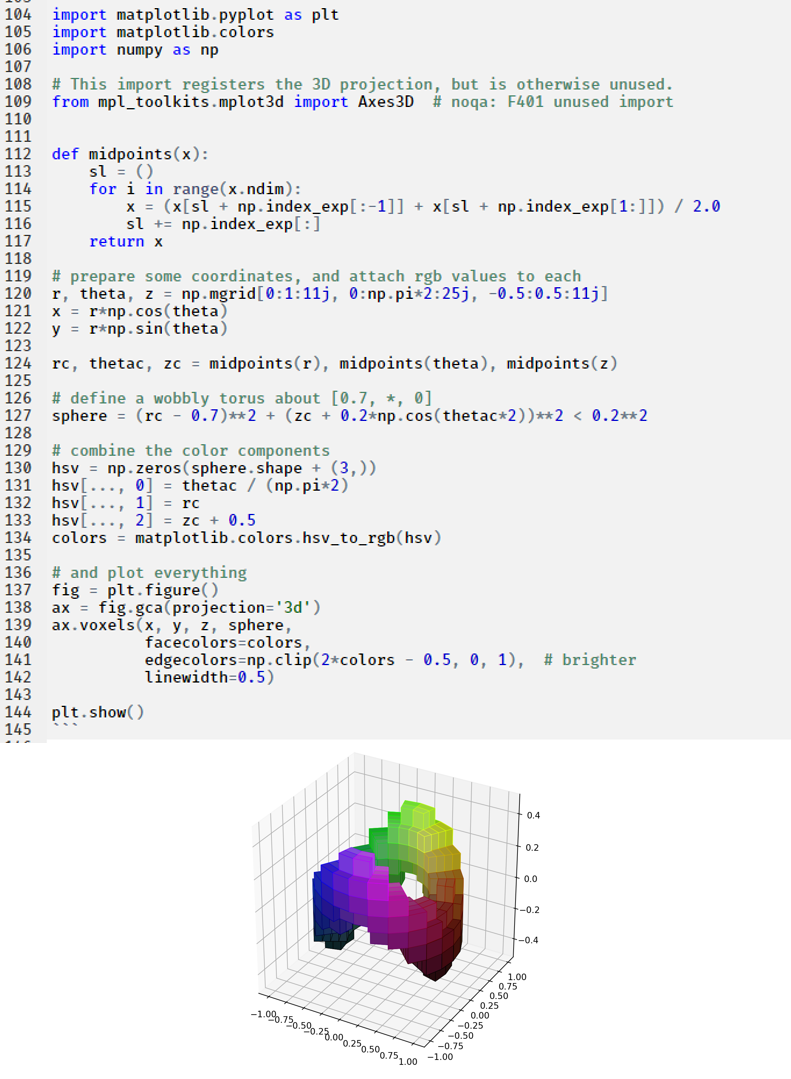 104 import matplotlib.pyplot as plt
105 import matplotlib.colors
106 import numpy as np
107
108 # This import registers the 3D projection, but is otherwise unused.
109 from mpl_toolkits.mplot3d import Axes3D  # noqa: F401 unused import
110
111
112 def midpoints(x):
113     sl = ()
114     for i in range(x.ndim):
115         x = (x[sl + np.index_exp[:-1]] + x[sl + np.index_exp[1:]]) / 2.0
116         sl += np.index_exp[:]
117     return x
118
119 # prepare some coordinates, and attach rgb values to each
120 r, theta, z = np.mgrid[0:1:11j, 0:np.pi*2:25j, -0.5:0.5:11j]
121 x = r*np.cos(theta)
122 y = r*np.sin(theta)
123
124 rc, thetac, zc = midpoints(r), midpoints(theta), midpoints(z)
125
126 # define a wobbly torus about [0.7, *, 0]
127 sphere = (rc - 0.7)**2 + (zc + 0.2*np.cos(thetac*2))**2 < 0.2**2
128
129 # combine the color components
130 hsv = np.zeros(sphere.shape + (3,))
131 hsv[..., 0] = thetac / (np.pi*2)
132 hsv[..., 1] = rc
133 hsv[..., 2] = zc + 0.5
134 colors = matplotlib.colors.hsv_to_rgb(hsv)
135
136 # and plot everything
137 fig = plt.figure()
138 ax = fig.gca(projection='3d')
139 ax.voxels(x, y, z, sphere,
140           facecolors=colors,
141           edgecolors=np.clip(2*colors - 0.5, 0, 1),  # brighter
142           linewidth=0.5)
143
144 plt.show()
145 ```
0.4
0.2
0.0
−0.2
−0.4
1.00
0.75
0.50
0.25
0.00
−0.25
−0.50
−0.75
−1.00
−1.00
−0.75
−0.50
−0.25
0.00
0.25
0.50
0.75
1.00